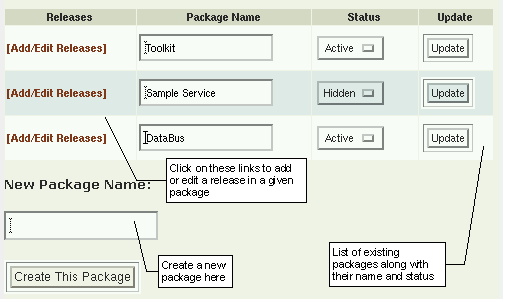 Releases Package Name Status Update
[Add/Edit Releases] Toolkit Active Update
[Add/Edit Releases] Sample Service Hidden Update
[Add/Edit Releases] DataBus Active Update
Click on these links to add
or edit a release in a given
package
New Package Name:
Create a new
package here
List of existing
packages along with
their name and status
Create This Package